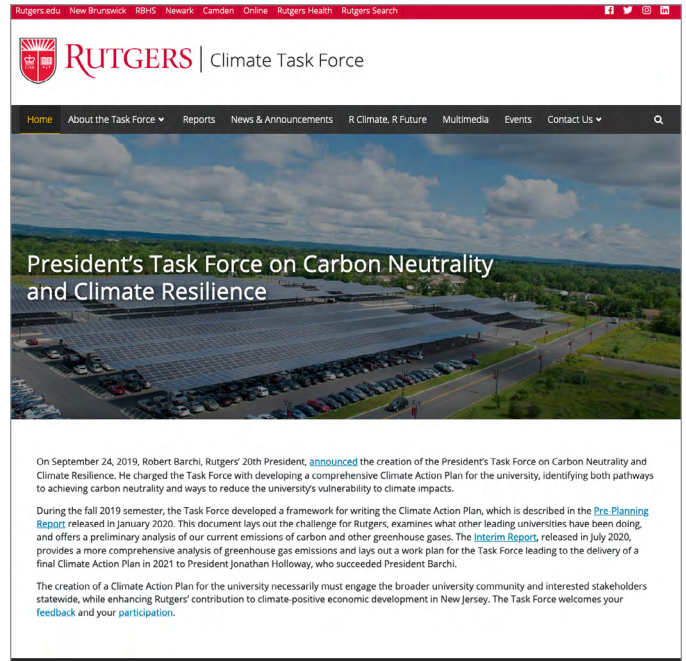 Rutgers.edu New Brunswick RBHS Newark Camden Online Rutgers Health Rutgers Search
RUTGERS | Climate Task Force
Home About the Task Force Reports News & Announcements R Climate, R Future Multimedia Events Contact Us
President's Task Force on Carbon Neutrality
and Climate Resilience
On September 24, 2019, Robert Barchi, Rutgers' 20th President, announced the creation of the President's Task Force on Carbon Neutrality and
Climate Resilience. He charged the Task Force with developing a comprehensive Climate Action Plan for the university, identifying both pathways
to achieving carbon neutrality and ways to reduce the university's vulnerability to climate impacts.
During the fall 2019 semester, the Task Force developed a framework for writing the Climate Action Plan, which is described in the Pre-Planning
Report released in January 2020. This document lays out the challenge for Rutgers, examines what other leading universities have been doing,
and offers a preliminary analysis of our current emissions of carbon and other greenhouse gases. The Interim Report, released in July 2020,
provides a more comprehensive analysis of greenhouse gas emissions and lays out a work plan for the Task Force leading to the delivery of a
final Climate Action Plan in 2021 to President Jonathan Holloway, who succeeded President Barchi.
The creation of a Climate Action Plan for the university necessarily must engage the broader university community and interested stakeholders
statewide, while enhancing Rutgers' contribution to climate-positive economic development in New Jersey. The Task Force welcomes your
feedback and your participation.